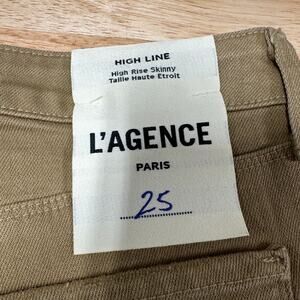 HIGH LINE
High Rise Skinny
Taille Haute Étroit
L'AGENCE
PARIS
25